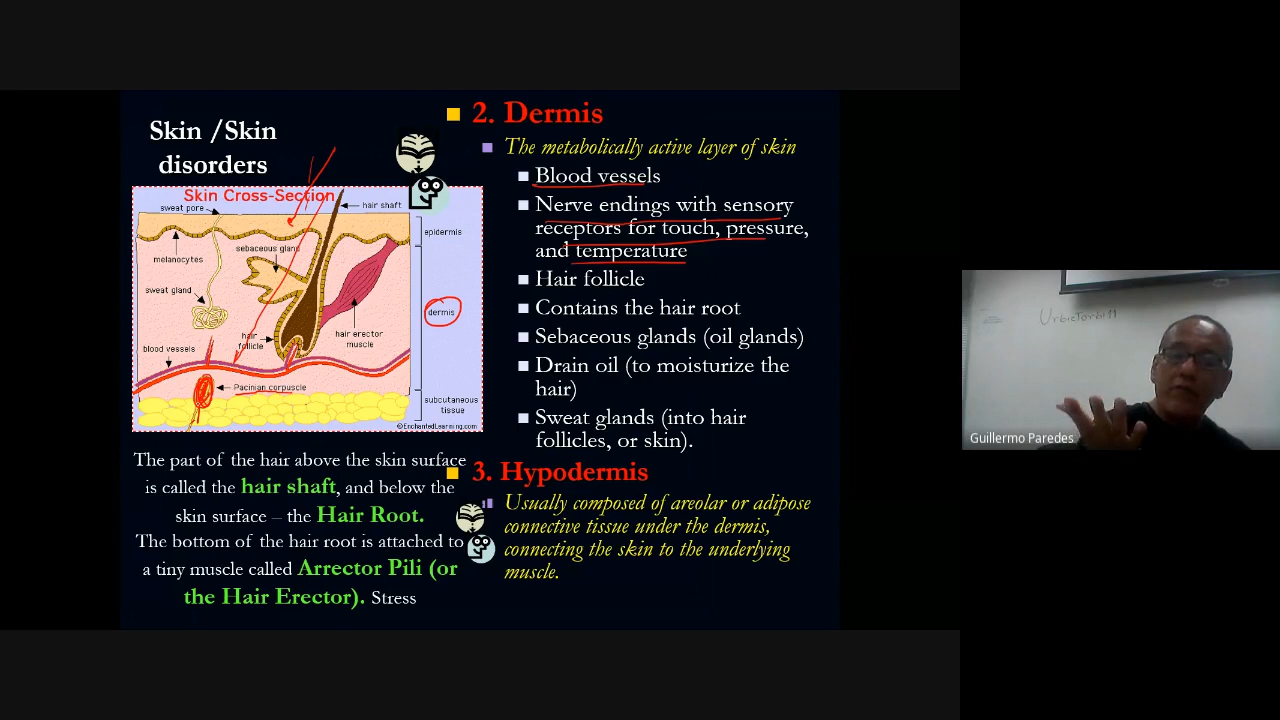 Skin /Skin
disorders
Skin Cross-Section
sweat pore
hair shaft
epidermis
melanocytes
sebaceous gland
sweat gland
dermis
hair
follicle
hair erector
muscle
blood vessels
Pacinian corpuscle
subcutaneous
tissue
©EnchantedLearning.com
The part of the hair above the skin surface
is called the hair shaft, and below the
skin surface – the Hair Root.
The bottom of the hair root is attached to
a tiny muscle called Arrector Pili (or
the Hair Erector). Stress
2. Dermis
The metabolically active layer of skin
Blood vessels
Nerve endings with sensory
receptors for touch, pressure,
and temperature
Hair follicle
Contains the hair root
Sebaceous glands (oil glands)
Drain oil (to moisturize the
hair)
Sweat glands (into hair
follicles, or skin).
3. Hypodermis
Usually composed of areolar or adipose
connective tissue under the dermis,
connecting the skin to the underlying
muscle.
Guillermo Paredes